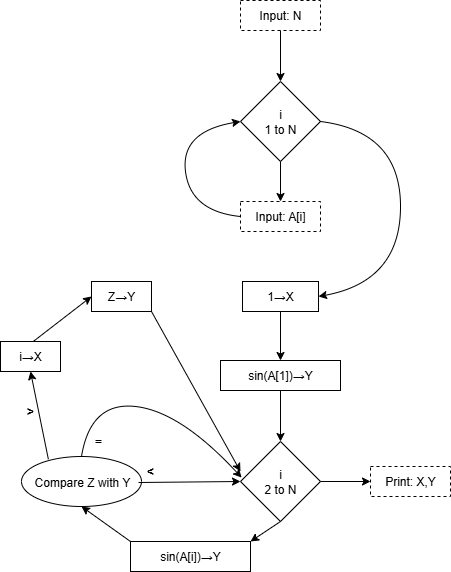 Input: N
i
1 to N
Input: A[i]
Z→Y
1→X
i→X
sin(A[1])→Y
>
=
<
Compare Z with Y
i
2 to N
Print: X,Y
sin(A[i])→Y